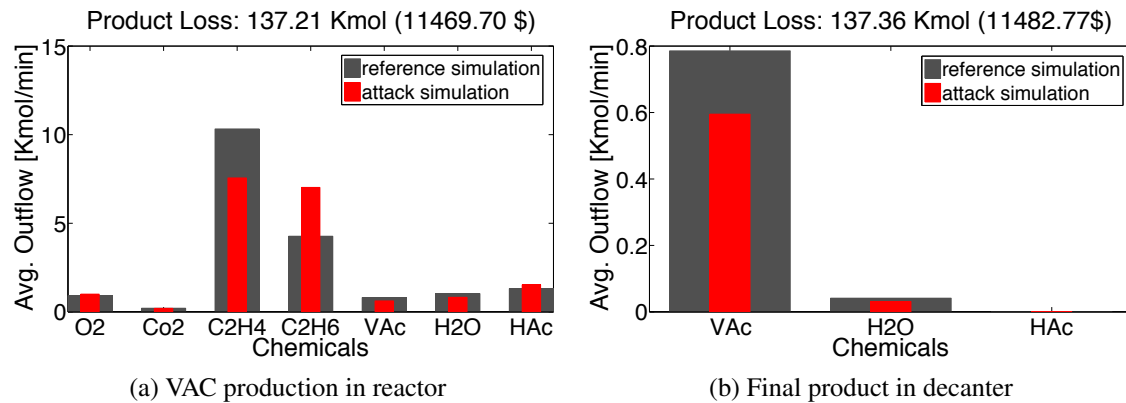 Product Loss: 137.21 Kmol (11469.70 $)
15
10
5
0
Avg. Outflow [Kmol/min]
reference simulation
attack simulation
O2 Co2 C2H4 C2H6 VAc H2O HAc
Chemicals
(a) VAC production in reactor
Product Loss: 137.36 Kmol (11482.77$)
0.8
0.6
0.4
0.2
0
Avg. Outflow [Kmol/min]
reference simulation
attack simulation
VAc H2O HAc
Chemicals
(b) Final product in decanter